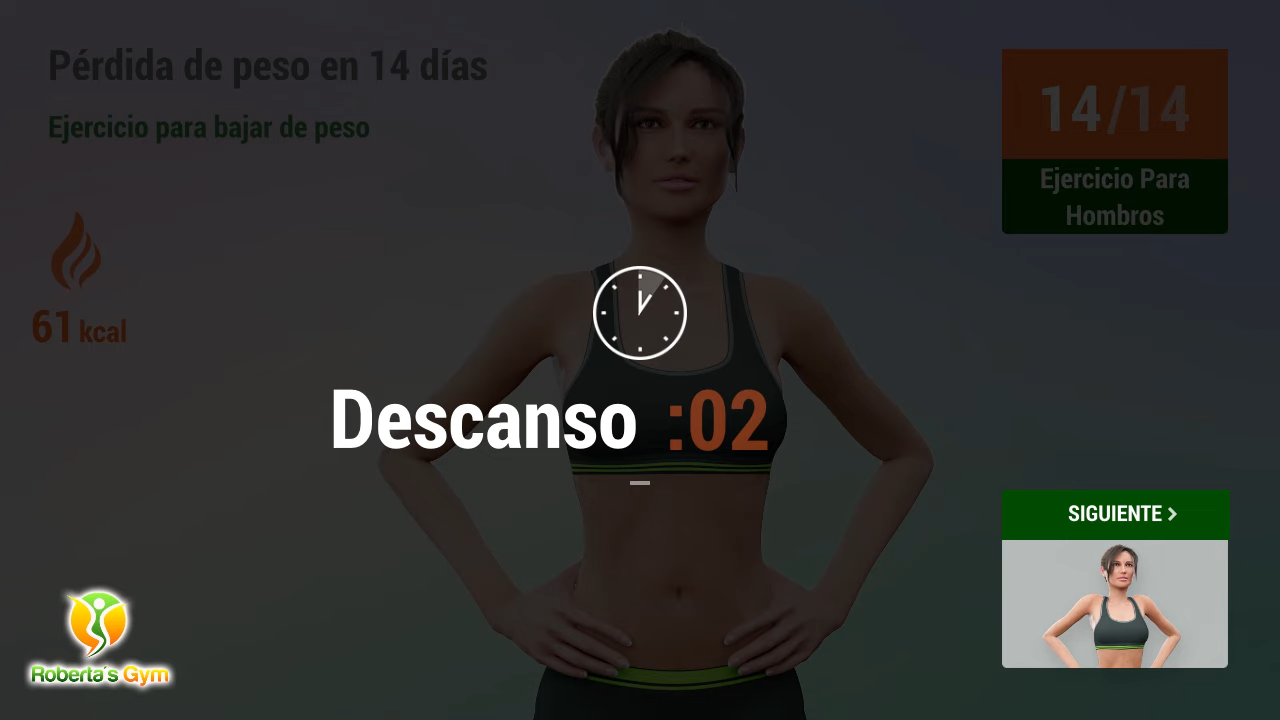 Pérdida de peso en 14 días
Ejercicio para bajar de peso
14/14
Ejercicio Para
Hombros
61 kcal
Descanso :02
SIGUIENTE >
Roberta´s Gym